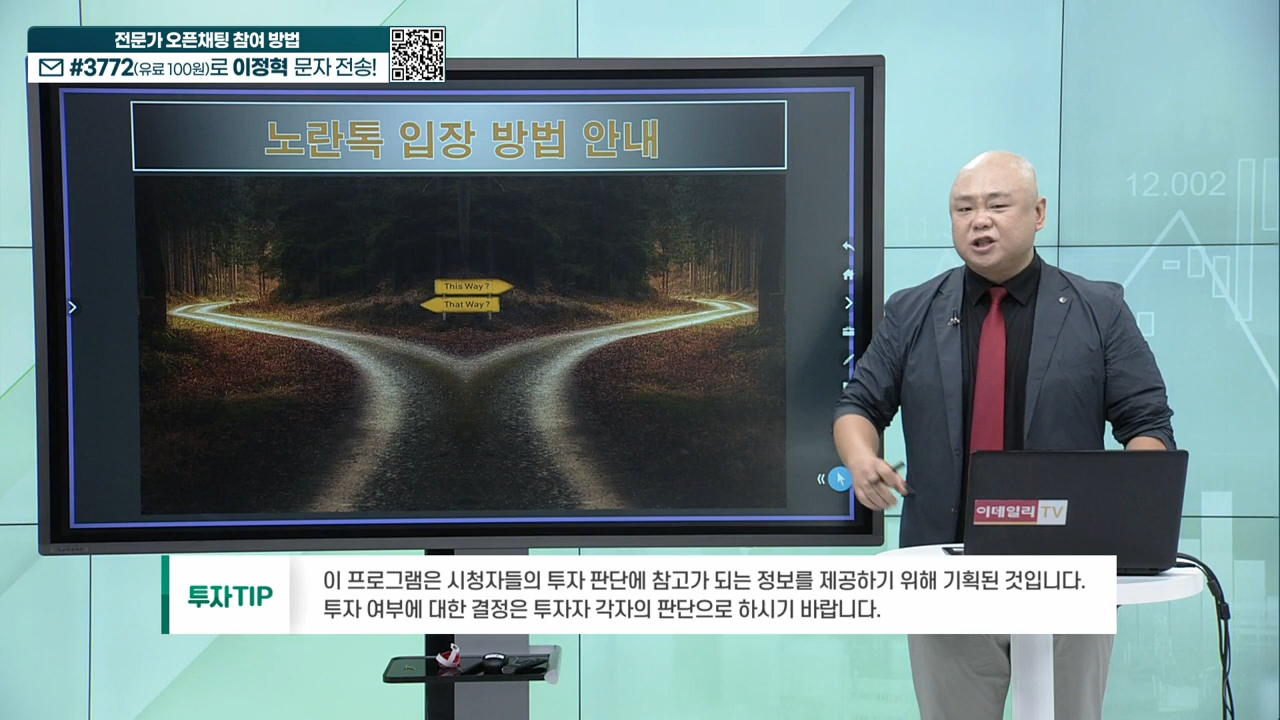 전문가 오픈채팅 참여 방법
#3772(유료 100원)로 이정혁 문자 전송!
노란톡 입장 방법 안내
This Way ?
That Way ?
12.002
이데일리 TV
투자TIP
이 프로그램은 시청자들의 투자 판단에 참고가 되는 정보를 제공하기 위해 기획된 것입니다.
투자 여부에 대한 결정은 투자자 각자의 판단으로 하시기 바랍니다.